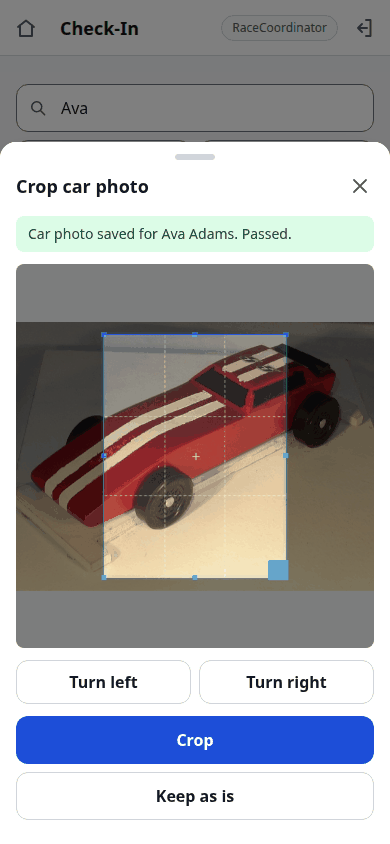 Check-In
RaceCoordinator
Ava
Crop car photo
Car photo saved for Ava Adams. Passed.
Turn left
Turn right
Crop
Keep as is